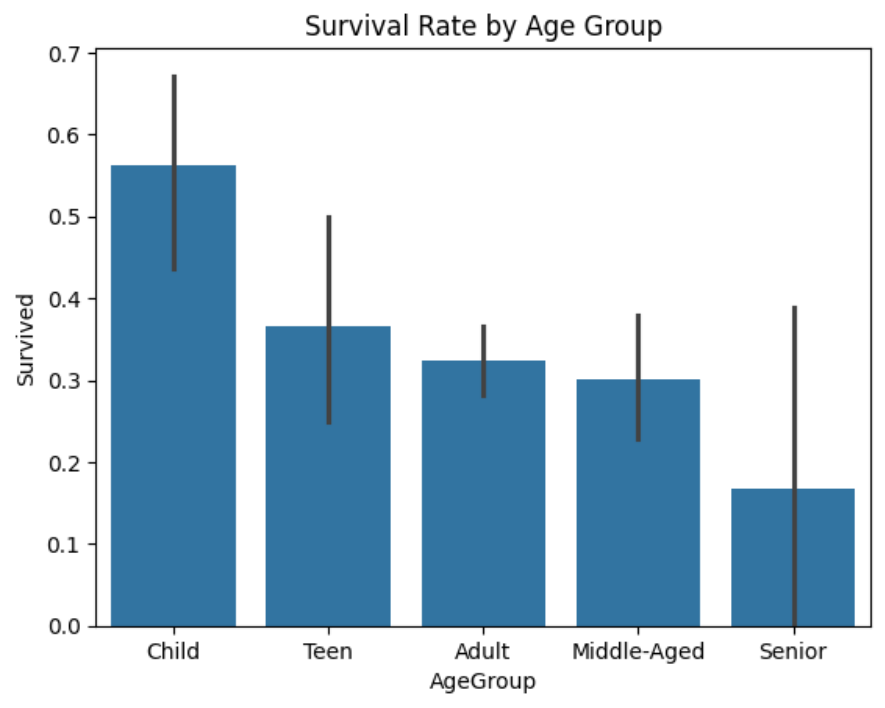 Survival Rate by Age Group
0.7
0.6
0.5
0.4
0.3
0.2
0.1
0.0
Survived
Child Teen Adult Middle-Aged Senior
AgeGroup